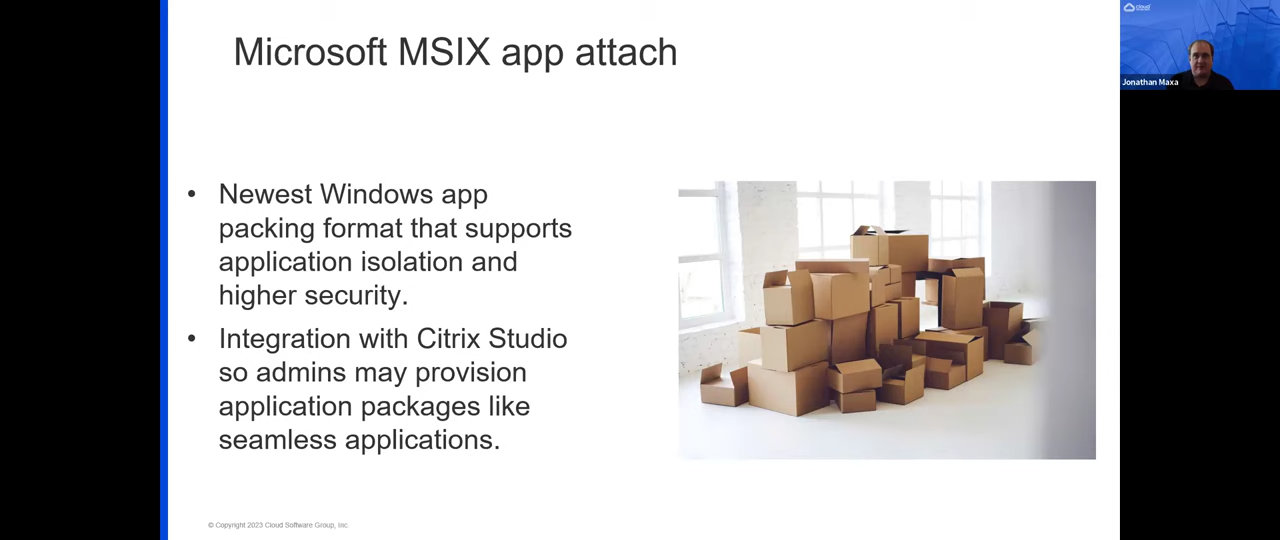 Microsoft MSIX app attach
cloud
Jonathan Maxa
• Newest Windows app
packing format that supports
application isolation and
higher security.
• Integration with Citrix Studio
so admins may provision
application packages like
seamless applications.
© Copyright 2023 Cloud Software Group, Inc.